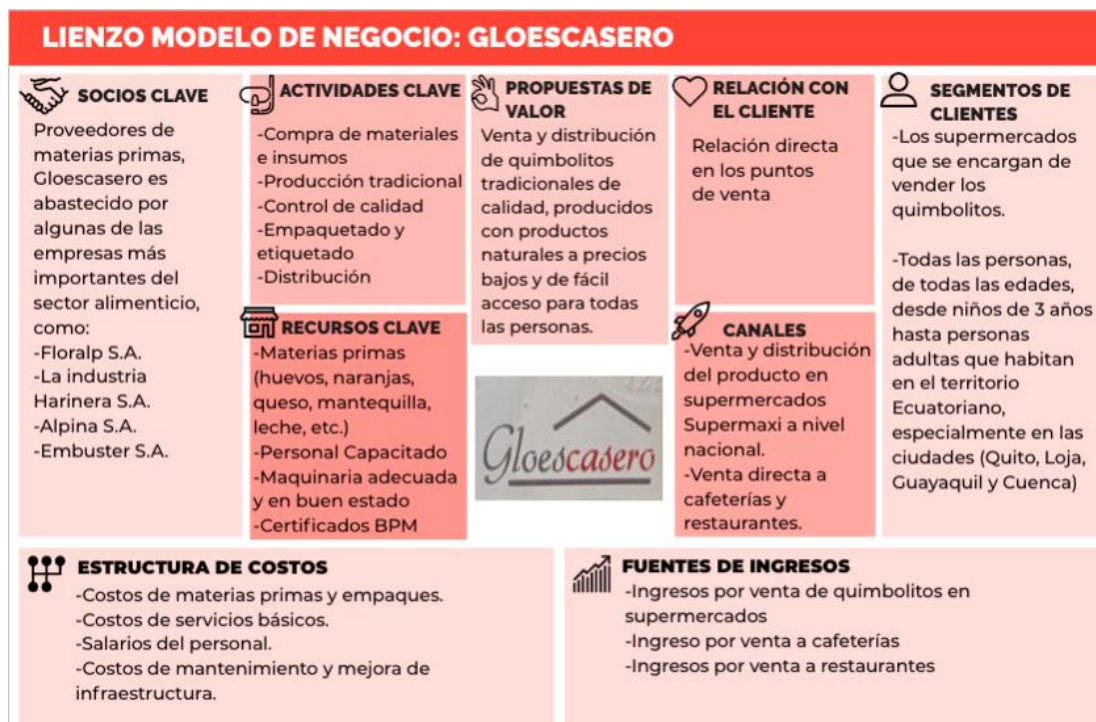 LIENZO MODELO DE NEGOCIO: GLOESCASERO
SOCIOS CLAVE
Proveedores de
materias primas,
Gloescasero es
abastecido por
algunas de las
empresas más
importantes del
sector alimenticio,
como:
-Floralp S.A.
-La industria
Harinera S.A.
-Alpina S.A.
-Embuster S.A.
ACTIVIDADES CLAVE
-Compra de materiales
e insumos
-Producción tradicional
-Control de calidad
-Empaquetado y
etiquetado
-Distribución
RECURSOS CLAVE
-Materias primas
(huevos, naranjas,
queso, mantequilla,
leche, etc.)
-Personal Capacitado
-Maquinaria adecuada
y en buen estado
-Certificados BPM
PROPUESTAS DE
VALOR
Venta y distribución
de quimbolitos
tradicionales de
calidad, producidos
con productos
naturales a precios
bajos y de fácil
acceso para todas
las personas.
Gloescasero
RELACIÓN CON
EL CLIENTE
Relación directa
en los puntos
de venta
CANALES
-Venta y distribución
del producto en
supermercados
Supermaxi a nivel
nacional.
-Venta directa a
cafeterías y
restaurantes.
SEGMENTOS DE
CLIENTES
-Los supermercados
que se encargan de
vender los
quimbolitos.
-Todas las personas,
de todas las edades,
desde niños de 3 años
hasta personas
adultas que habitan
en el territorio
Ecuatoriano,
especialmente en las
ciudades (Quito, Loja,
Guayaquil y Cuenca)
ESTRUCTURA DE COSTOS
-Costos de materias primas y empaques.
-Costos de servicios básicos.
-Salarios del personal.
-Costos de mantenimiento y mejora de
infraestructura.
FUENTES DE INGRESOS
-Ingresos por venta de quimbolitos en
supermercados
-Ingreso por venta a cafeterías
-Ingresos por venta a restaurantes